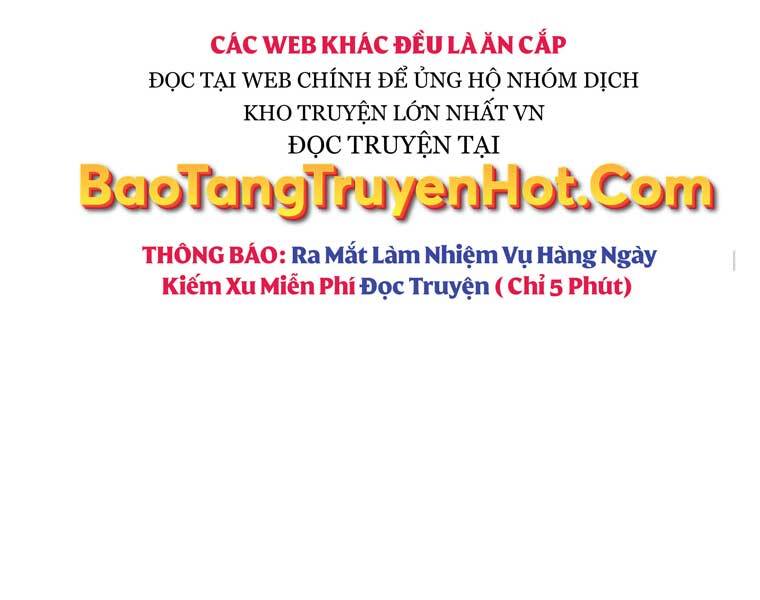 CÁC WEB KHÁC ĐỀU LÀ ĂN CẮP
ĐỌC TẠI WEB CHÍNH ĐỂ ỦNG HỘ NHÓM DỊCH
KHO TRUYỆN LỚN NHẤT VN
ĐỌC TRUYỆN TẠI
BaoTangTruyenHot.Com
THÔNG BÁO: Ra Mắt Làm Nhiệm Vụ Hàng Ngày
Kiếm Xu Miễn Phí Đọc Truyện ( Chỉ 5 Phút)